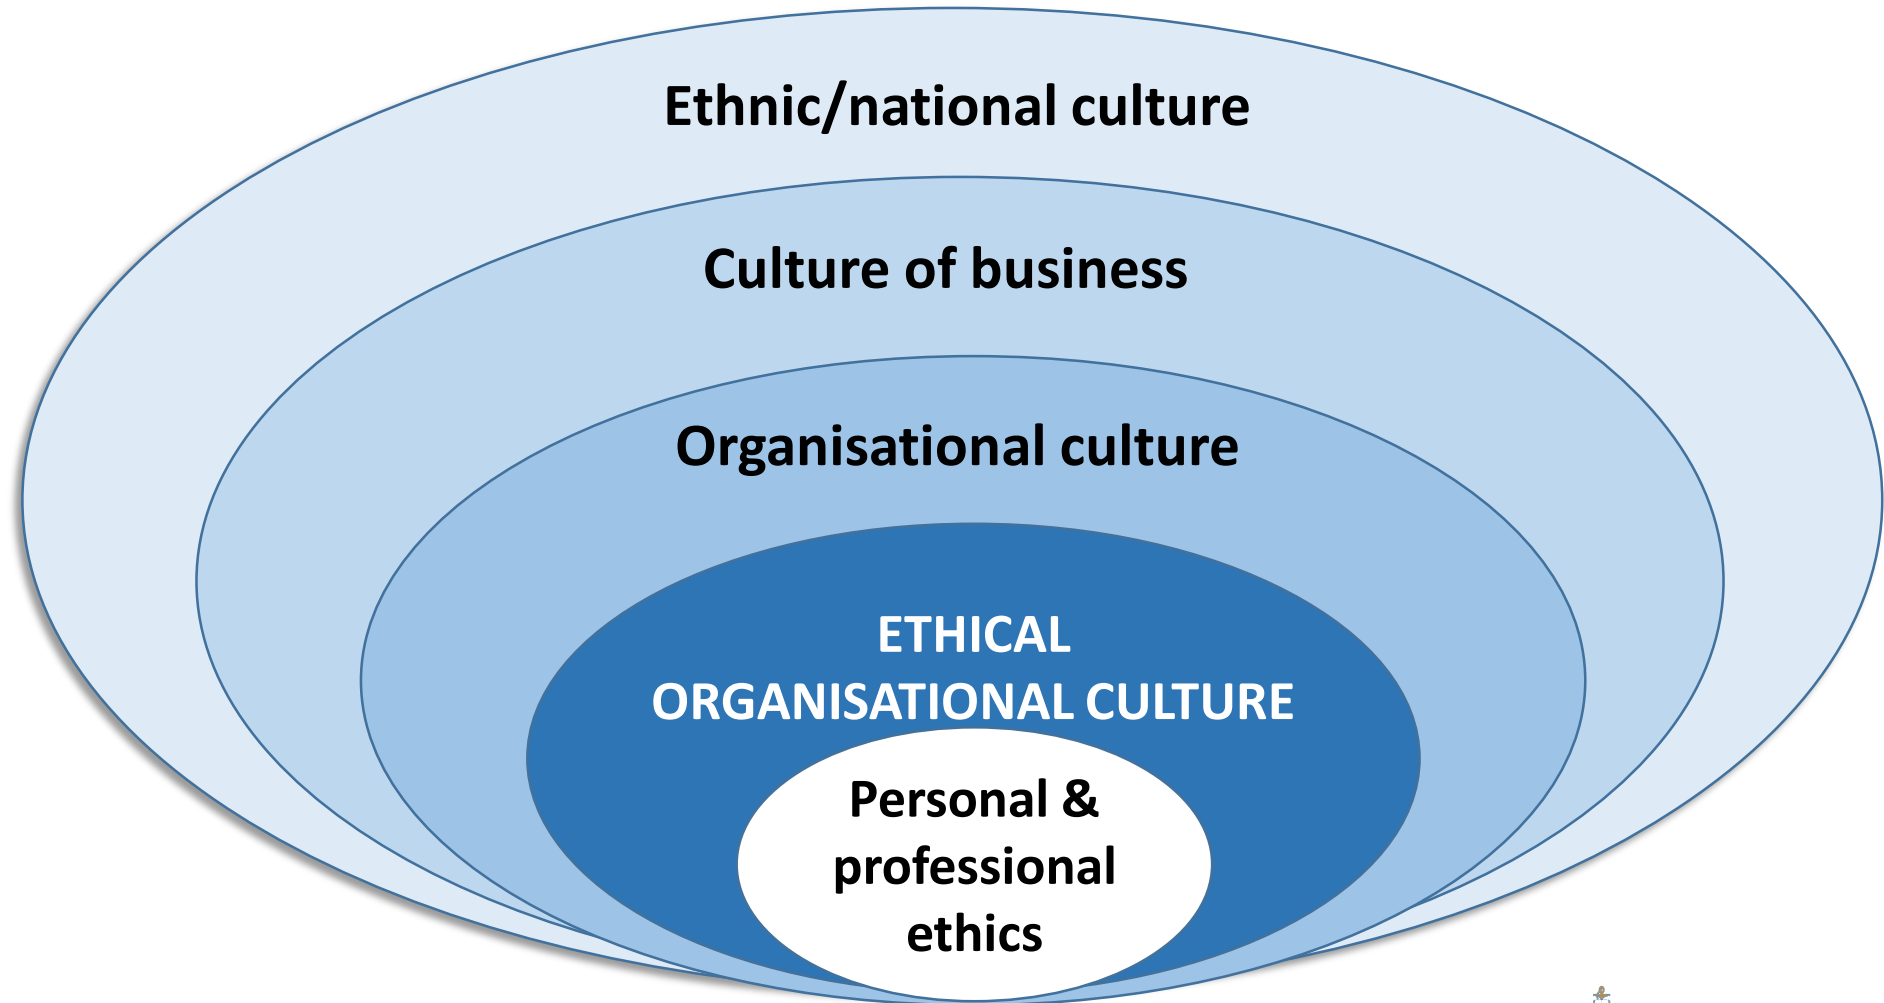 Ethnic/national culture
Culture of business
Organisational culture
ETHICAL
ORGANISATIONAL CULTURE
Personal &
professional
ethics